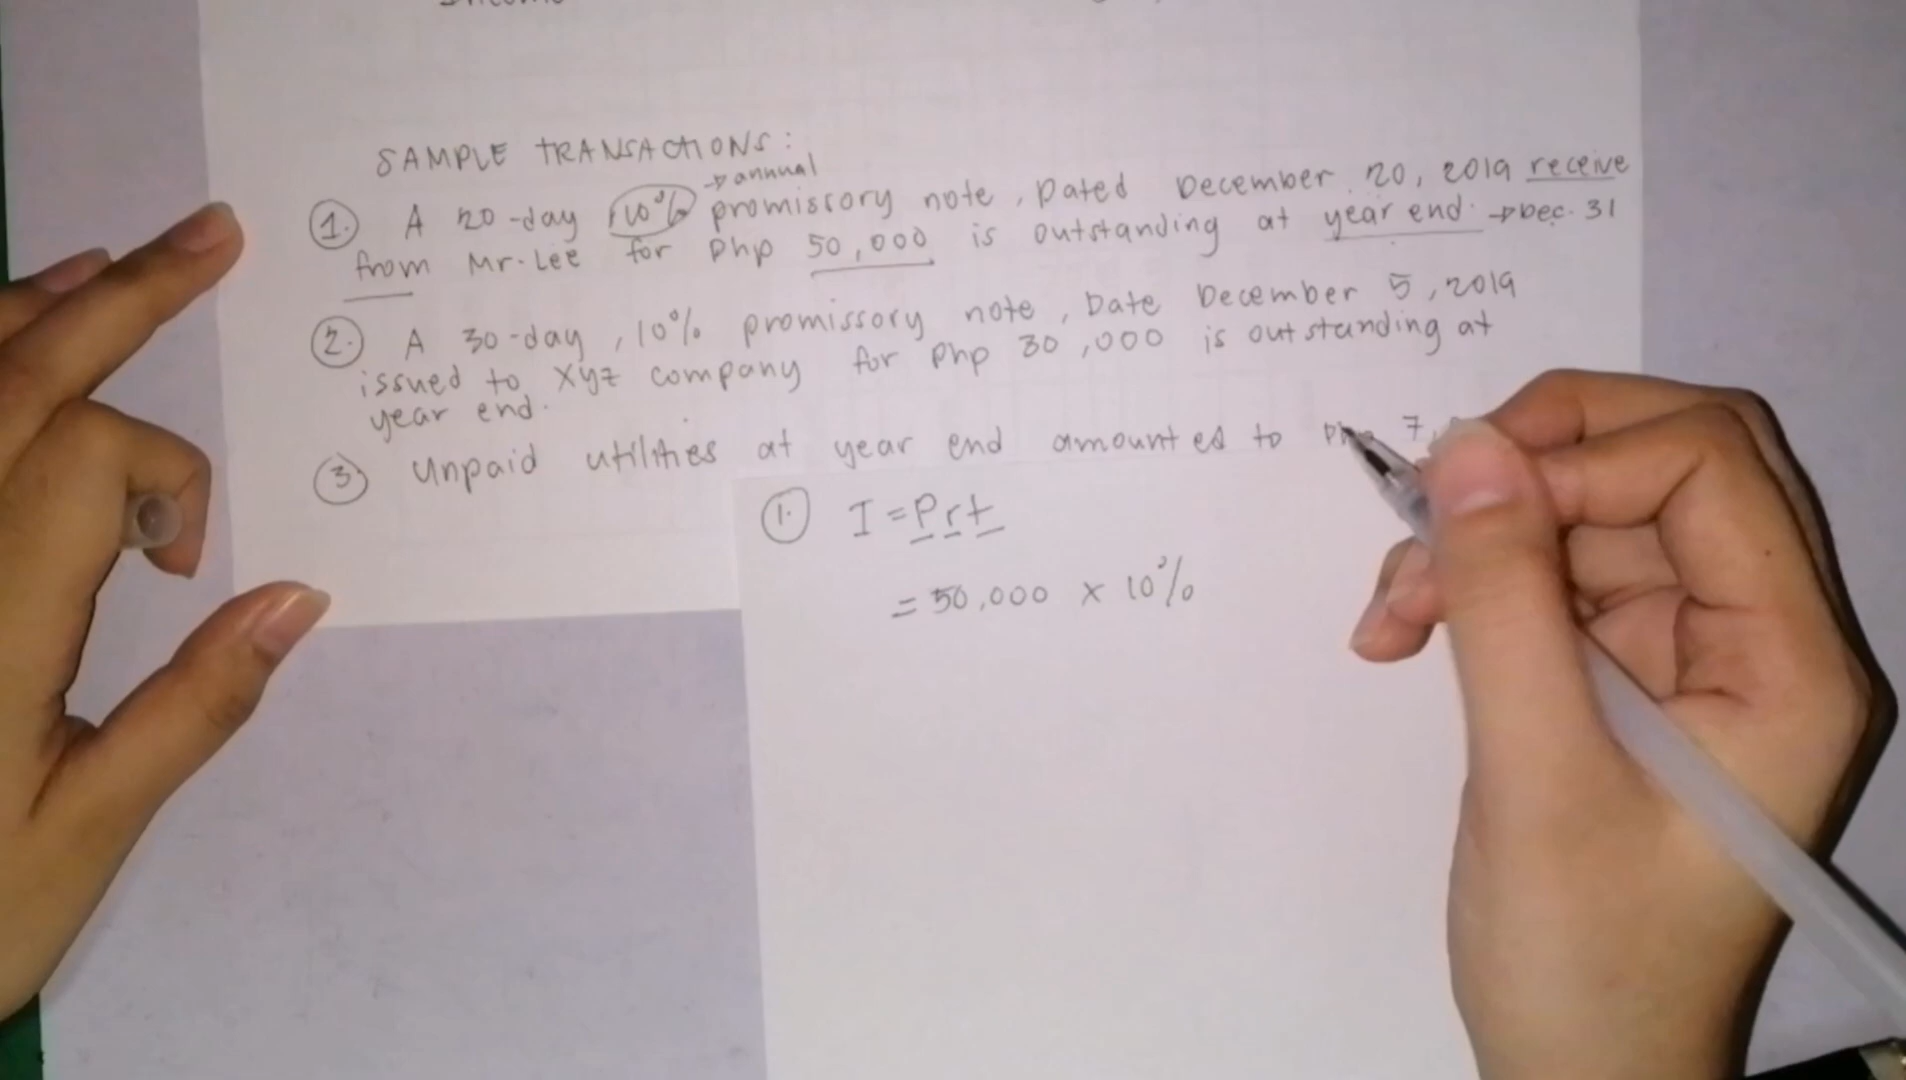 SAMPLE TRANSACTIONS:
→ annual
1. A 20-day, 10% promissory note, Dated December 20, 2019 receive
from Mr. Lee for Php 50,000 is outstanding at year end. → Dec. 31
2. A 30-day, 10% promissory note, Date December 5, 2019
issued to XYZ company for Php 30,000 is outstanding at
year end.
3. Unpaid utilities at year end amounted to Php 7,
1. I = Prt
= 50,000 x 10%